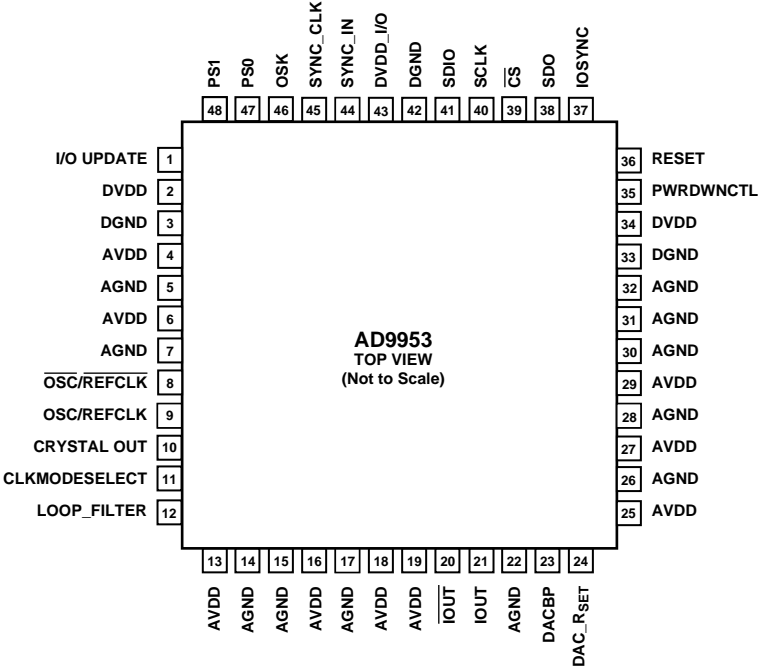 PS1
PS0
OSK
SYNC_CLK
SYNC_IN
DVDD_I/O
DGND
SDIO
SCLK
C̅S̅
SDO
IOSYNC
48 47 46 45 44 43 42 41 40 39 38 37
I/O UPDATE 1
DVDD 2
DGND 3
AVDD 4
AGND 5
AVDD 6
AGND 7
O̅S̅C̅/R̅E̅F̅C̅L̅K̅ 8
OSC/REFCLK 9
CRYSTAL OUT 10
CLKMODESELECT 11
LOOP_FILTER 12
AD9953
TOP VIEW
(Not to Scale)
36 RESET
35 PWRDWNCTL
34 DVDD
33 DGND
32 AGND
31 AGND
30 AGND
29 AVDD
28 AGND
27 AVDD
26 AGND
25 AVDD
13 14 15 16 17 18 19 20 21 22 23 24
AVDD
AGND
AGND
AVDD
AGND
AVDD
AVDD
I̅O̅U̅T̅
IOUT
AGND
DACBP
DAC_RSET